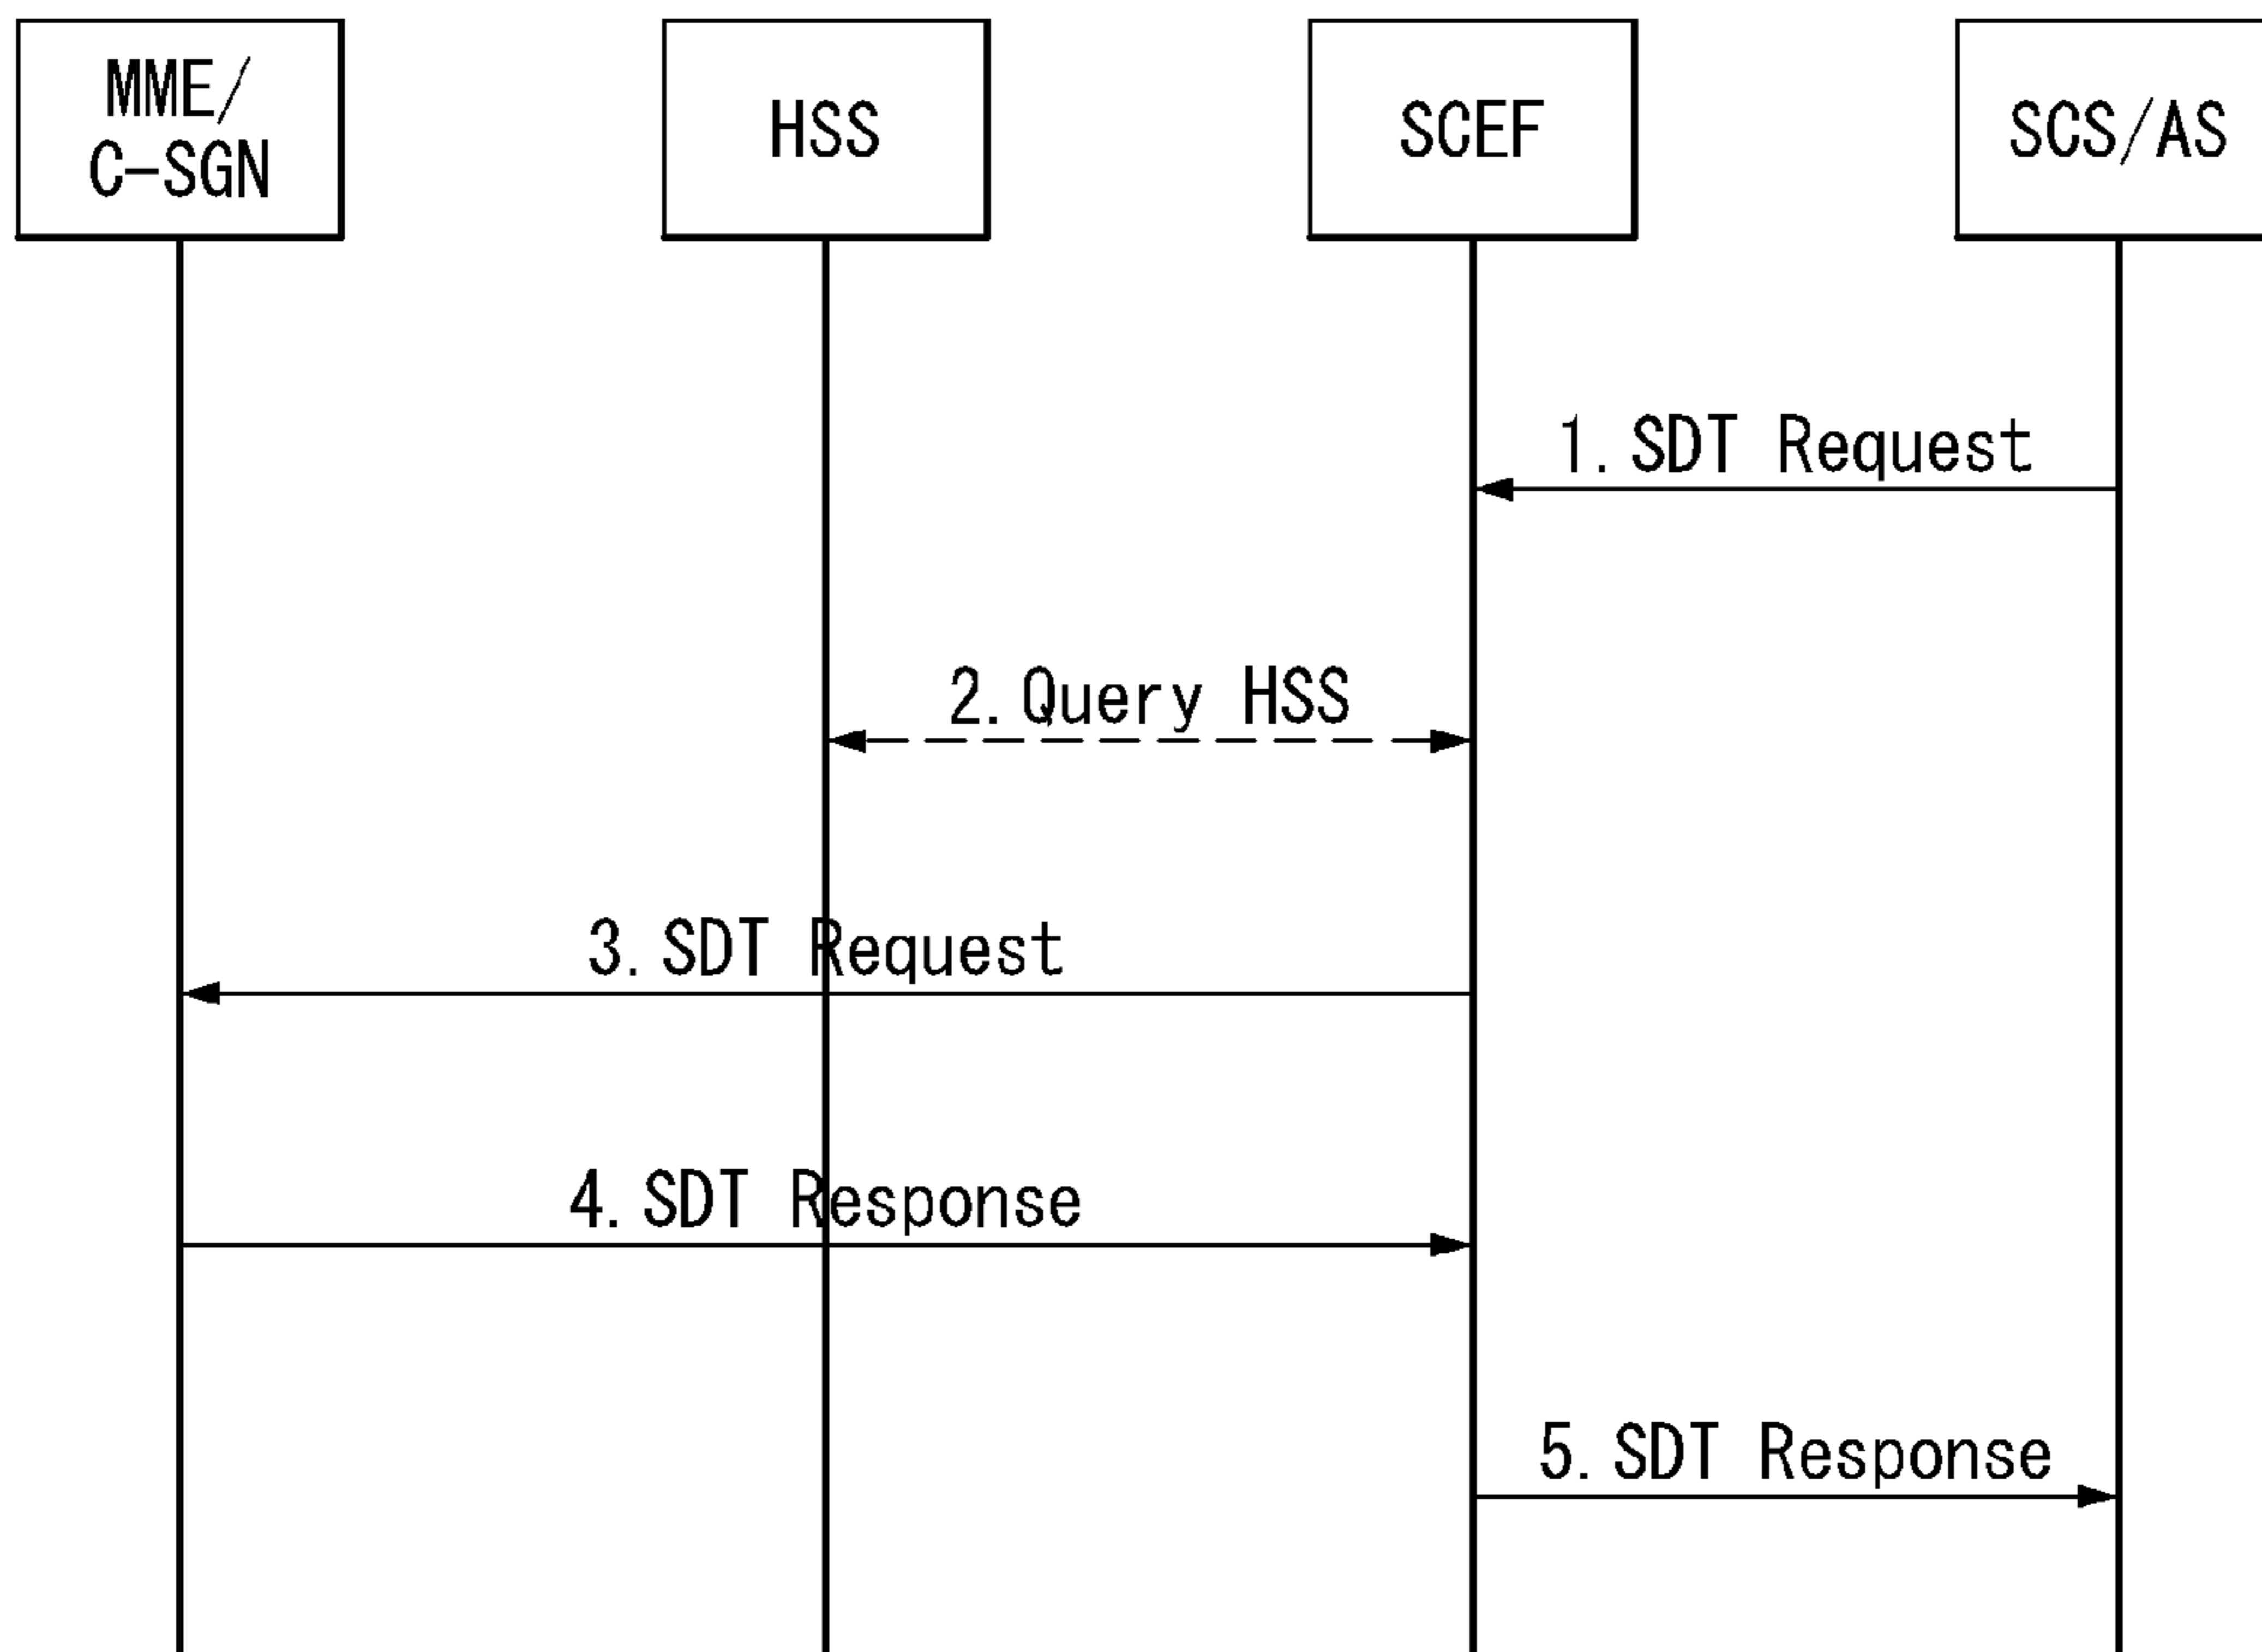 MME/
C-SGN
HSS
SCEF
SCS/AS
1. SDT Request
2. Query HSS
3. SDT Request
4. SDT Response
5. SDT Response